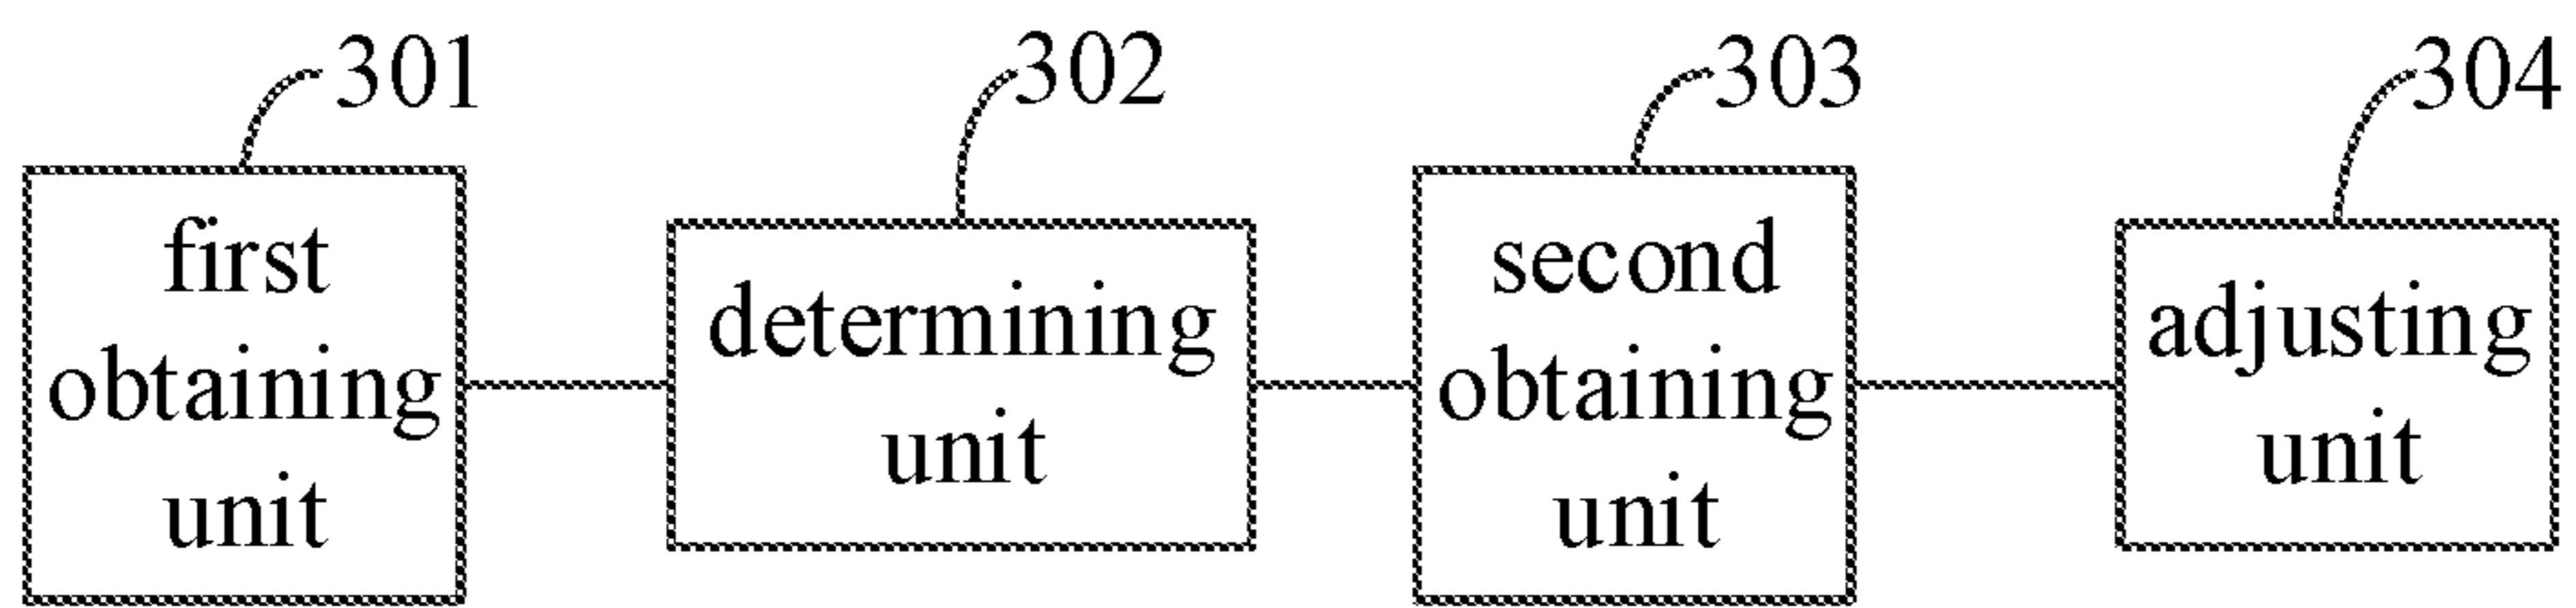 301
302
303
304
first
obtaining
unit
determining
unit
second
obtaining
unit
adjusting
unit